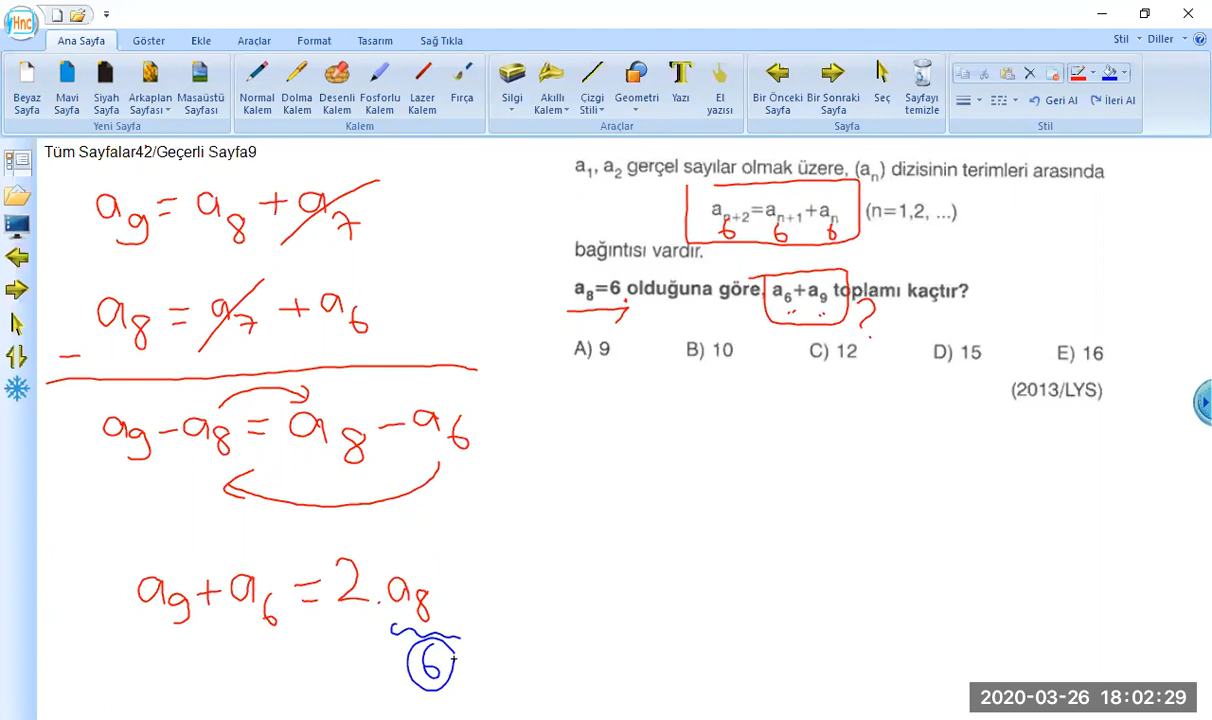 Hnc
Ana Sayfa Göster Ekle Araçlar Format Tasarım Sağ Tıkla Stil Diller
Beyaz Sayfa Mavi Sayfa Siyah Sayfa Arkaplan Sayfası Masaüstü Sayfası
Yeni Sayfa
Normal Kalem Dolma Kalem Desenli Kalem Fosforlu Kalem Lazer Kalem Fırça
Kalem
Silgi Akıllı Kalem Çizgi Geometri Yazı El yazısı
Araçlar
Bir Önceki Sayfa Bir Sonraki Sayfa Seç Sayfayı temizle
Sayfa
Geri Al İleri Al
Stil
Tüm Sayfalar42/Geçerli Sayfa9
a₉ = a₈ + a₇
a₈ = a₇ + a₆
−
a₉ − a₈ = a₈ − a₆
a₉ + a₆ = 2.a₈
6
a₁, a₂ gerçel sayılar olmak üzere, (aₙ) dizisinin terimleri arasında
aₙ₊₂=aₙ₊₁+aₙ (n=1,2, ...)
6 6 6
bağıntısı vardır.
a₈=6 olduğuna göre, a₆+a₉ toplamı kaçtır?
?
A) 9 B) 10 C) 12 D) 15 E) 16
(2013/LYS)
2020-03-26 18:02:29